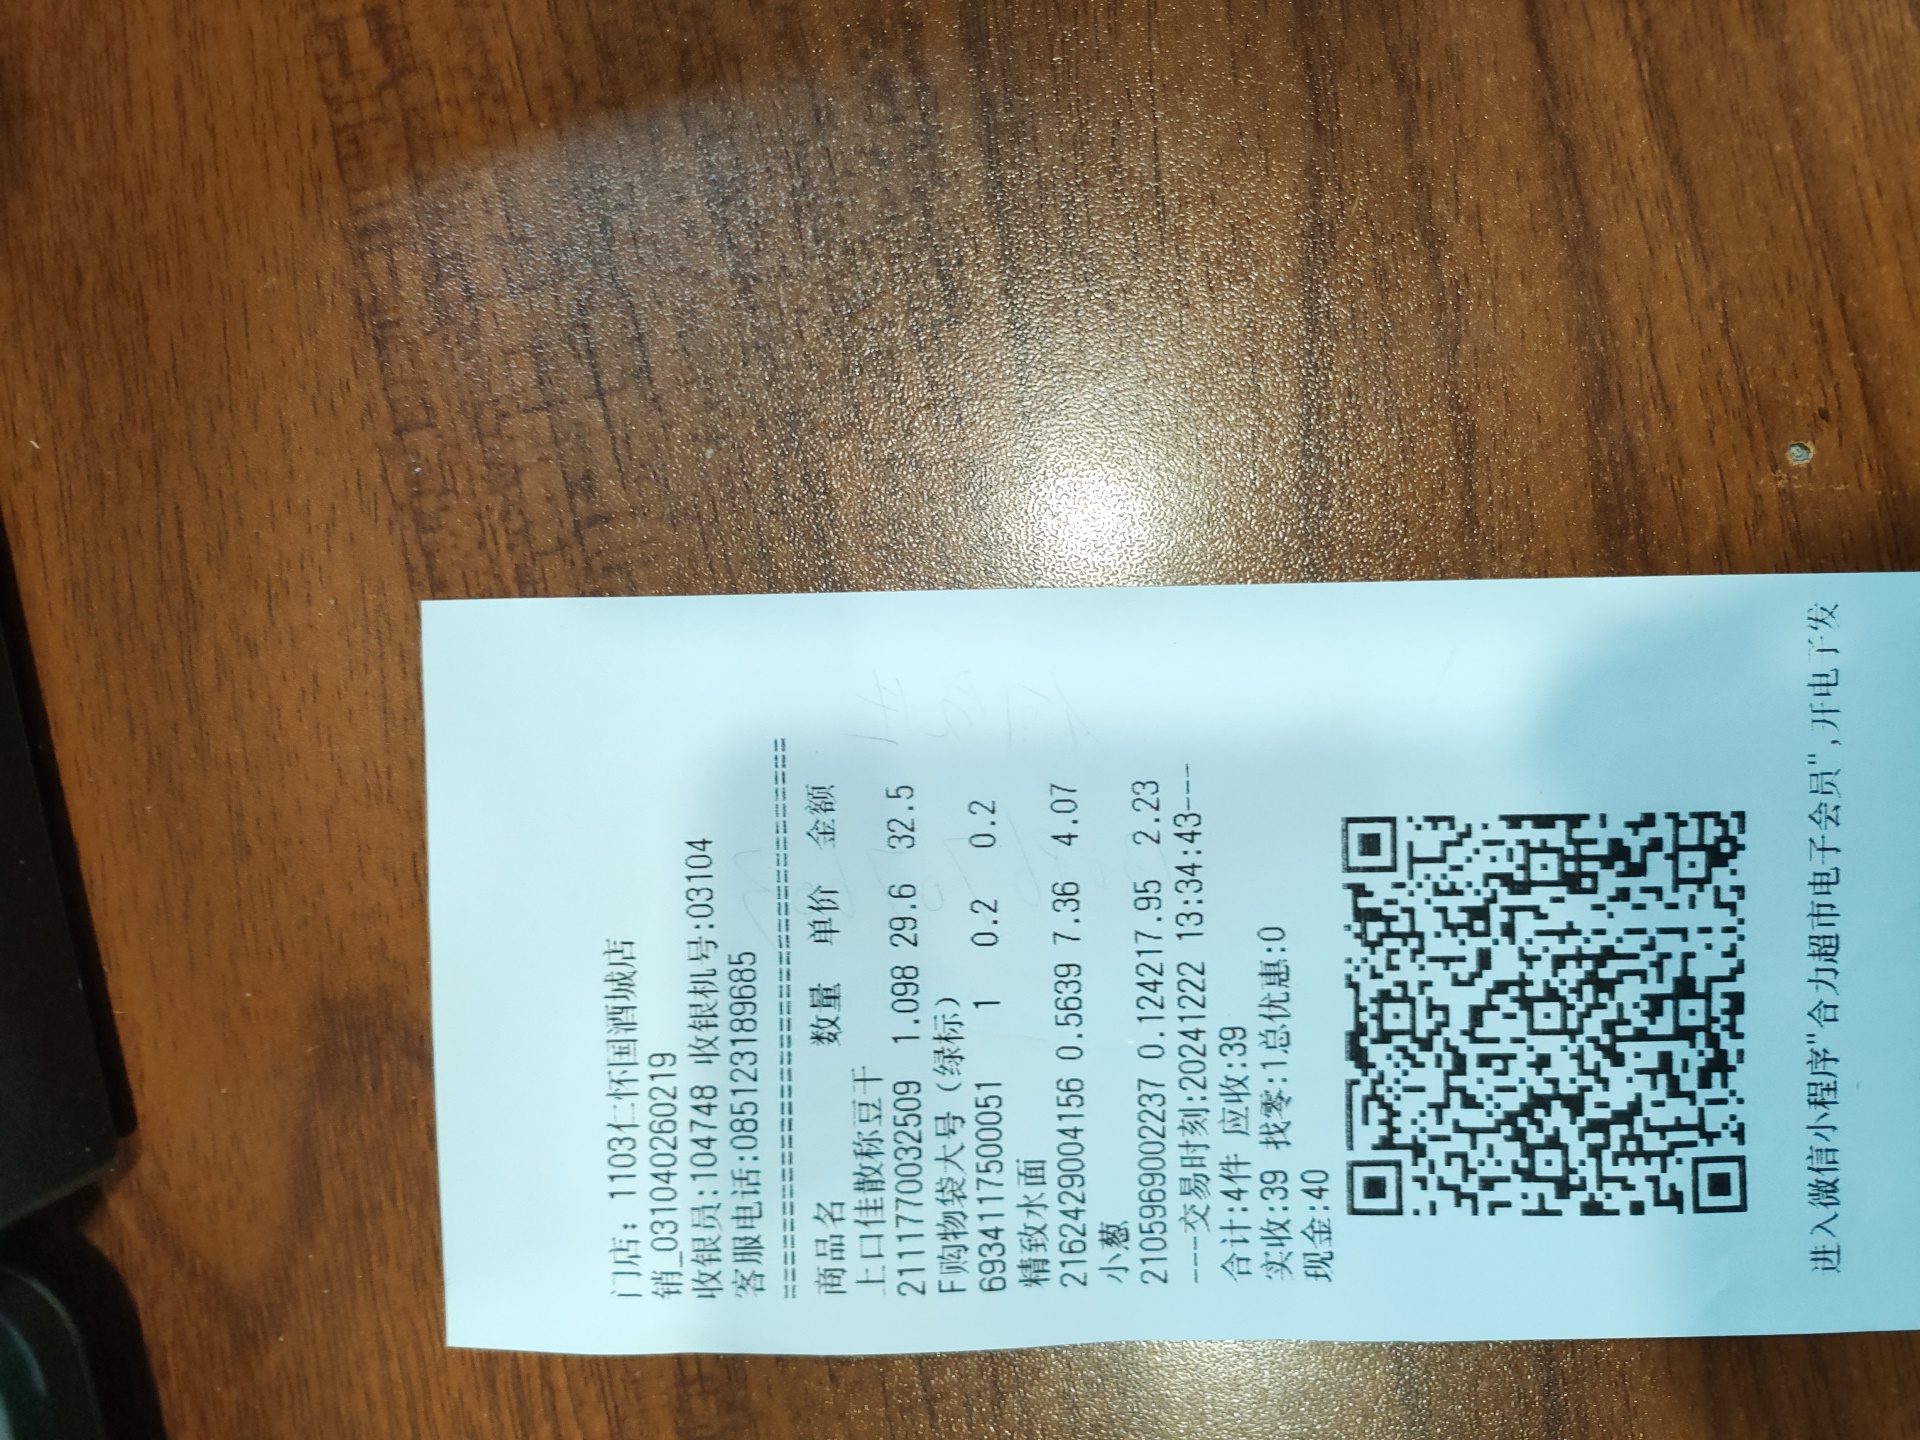 门店: 1103仁怀国酒城店
销_03104026 0219
收银员:104748 收银机号:03104
客服电话:085123189685
商品名 数量 单价 金额
上口佳散称豆干
2111770032509 1.098 29.6 32.5
F购物袋大号(绿标)
6934117500051 1 0.2 0.2
精致水面
2162429004156 0.5639 7.36 4.07
小葱
2105969002237 0.124217.95 2.23
---交易时刻:20241222 13:34:43---
合计:4件 应收:39
实收:39 找零:1总优惠:0
现金:40
进入微信小程序"合力超市电子会员",开电子发